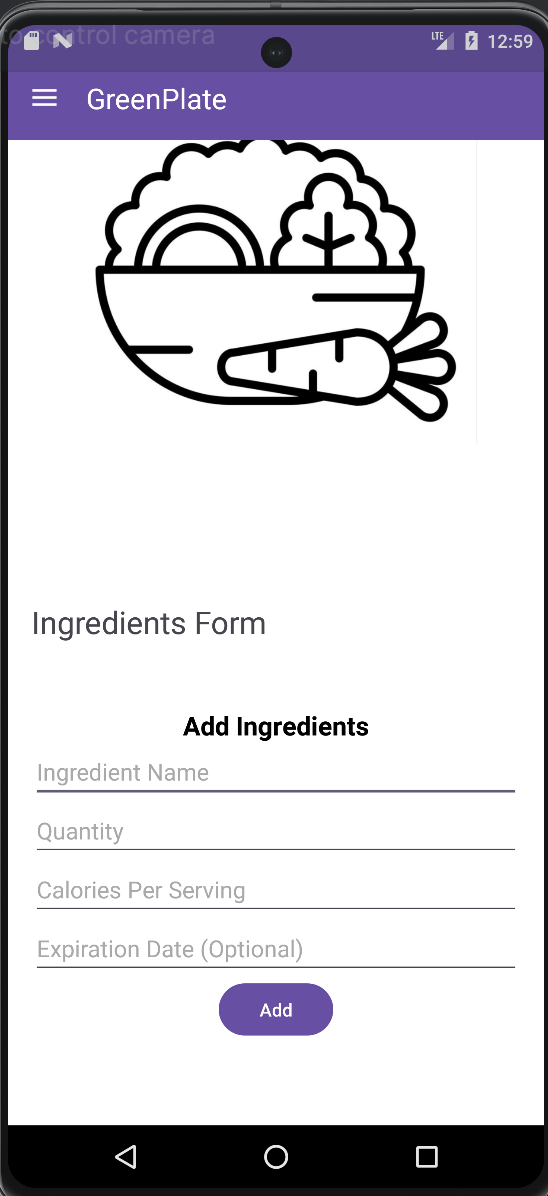 to control camera
LTE 12:59
GreenPlate
Ingredients Form
Add Ingredients
Ingredient Name
Quantity
Calories Per Serving
Expiration Date (Optional)
Add